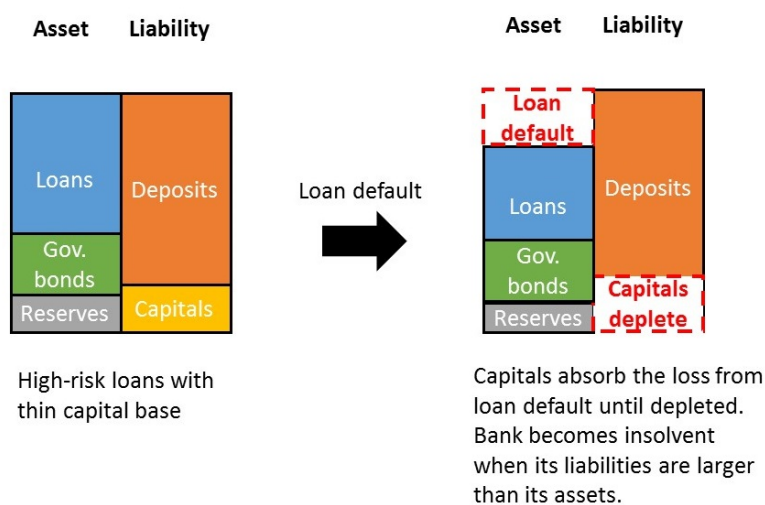 Asset Liability
Loans
Deposits
Gov.
bonds
Reserves
Capitals
High-risk loans with
thin capital base
Loan default
Asset Liability
Loan
default
Loans
Deposits
Gov.
bonds
Reserves
Capitals
deplete
Capitals absorb the loss from
loan default until depleted.
Bank becomes insolvent
when its liabilities are larger
than its assets.